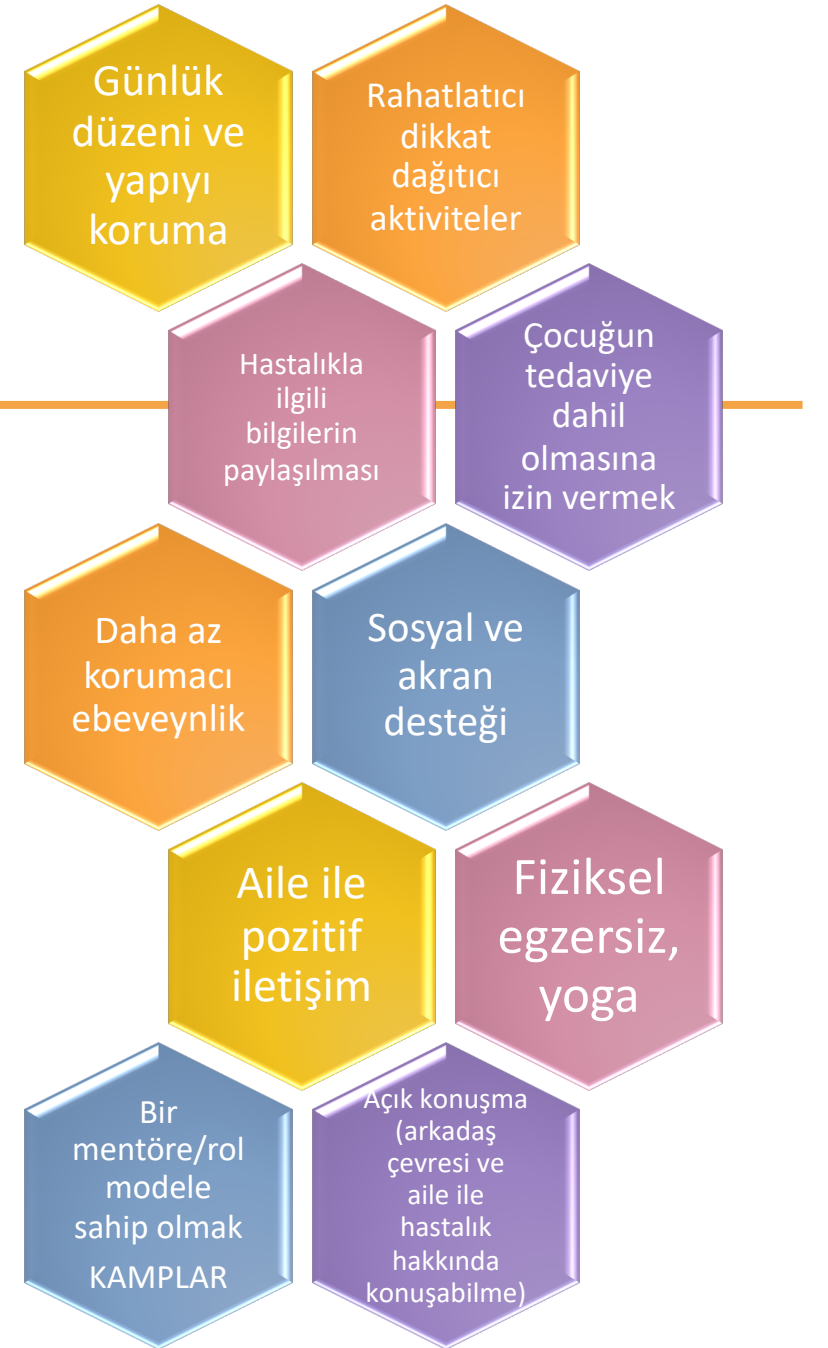 Günlük
düzeni ve
yapıyı
koruma
Rahatlatıcı
dikkat
dağıtıcı
aktiviteler
Hastalıkla
ilgili
bilgilerin
paylaşılması
Çocuğun
tedaviye
dahil
olmasına
izin vermek
Daha az
korumacı
ebeveynlik
Sosyal ve
akran
desteği
Aile ile
pozitif
iletişim
Fiziksel
egzersiz,
yoga
Bir
mentöre/rol
modele
sahip olmak
KAMPLAR
Açık konuşma
(arkadaş
çevresi ve
aile ile
hastalık
hakkında
konuşabilme)